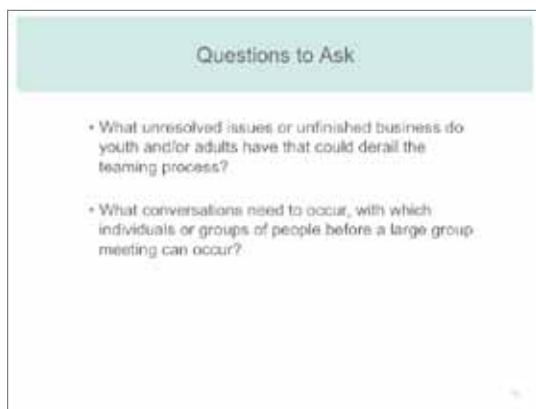 Questions to Ask
• What unresolved issues or unfinished business do
youth and/or adults have that could derail the
teaming process?
• What conversations need to occur, with which
individuals or groups of people before a large group
meeting can occur?